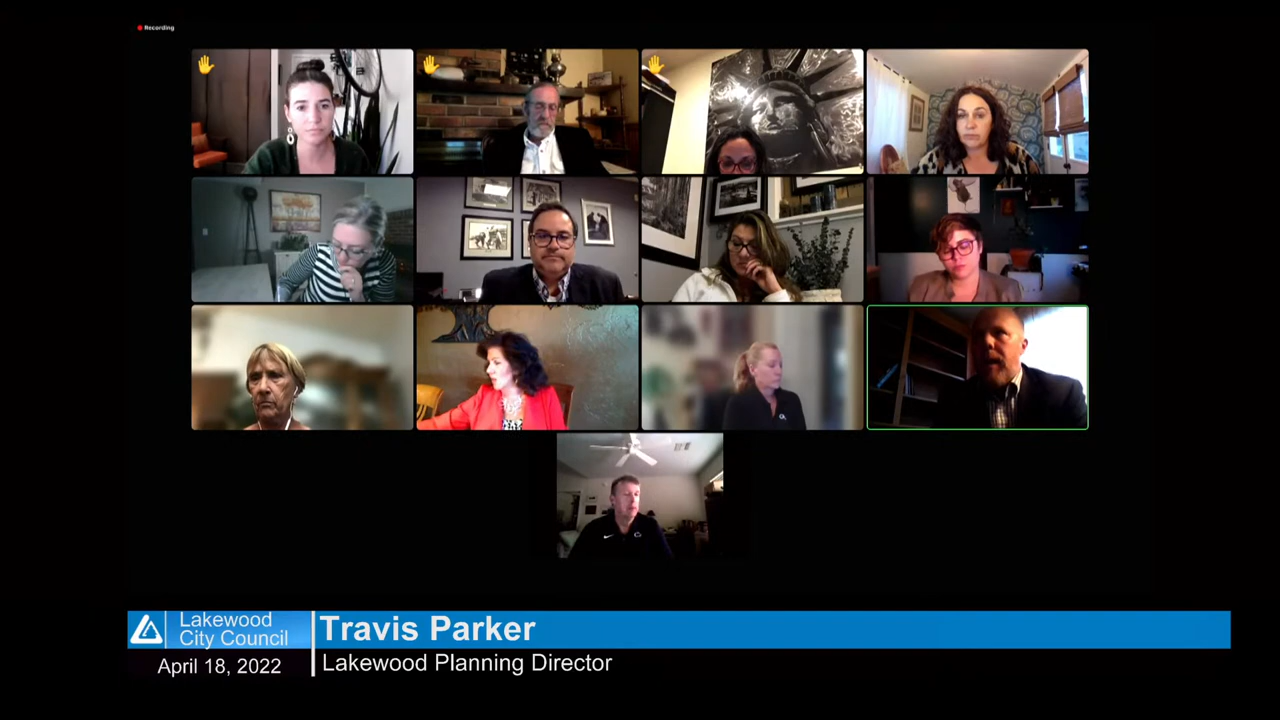 Recording
Lakewood
City Council
Travis Parker
April 18, 2022
Lakewood Planning Director